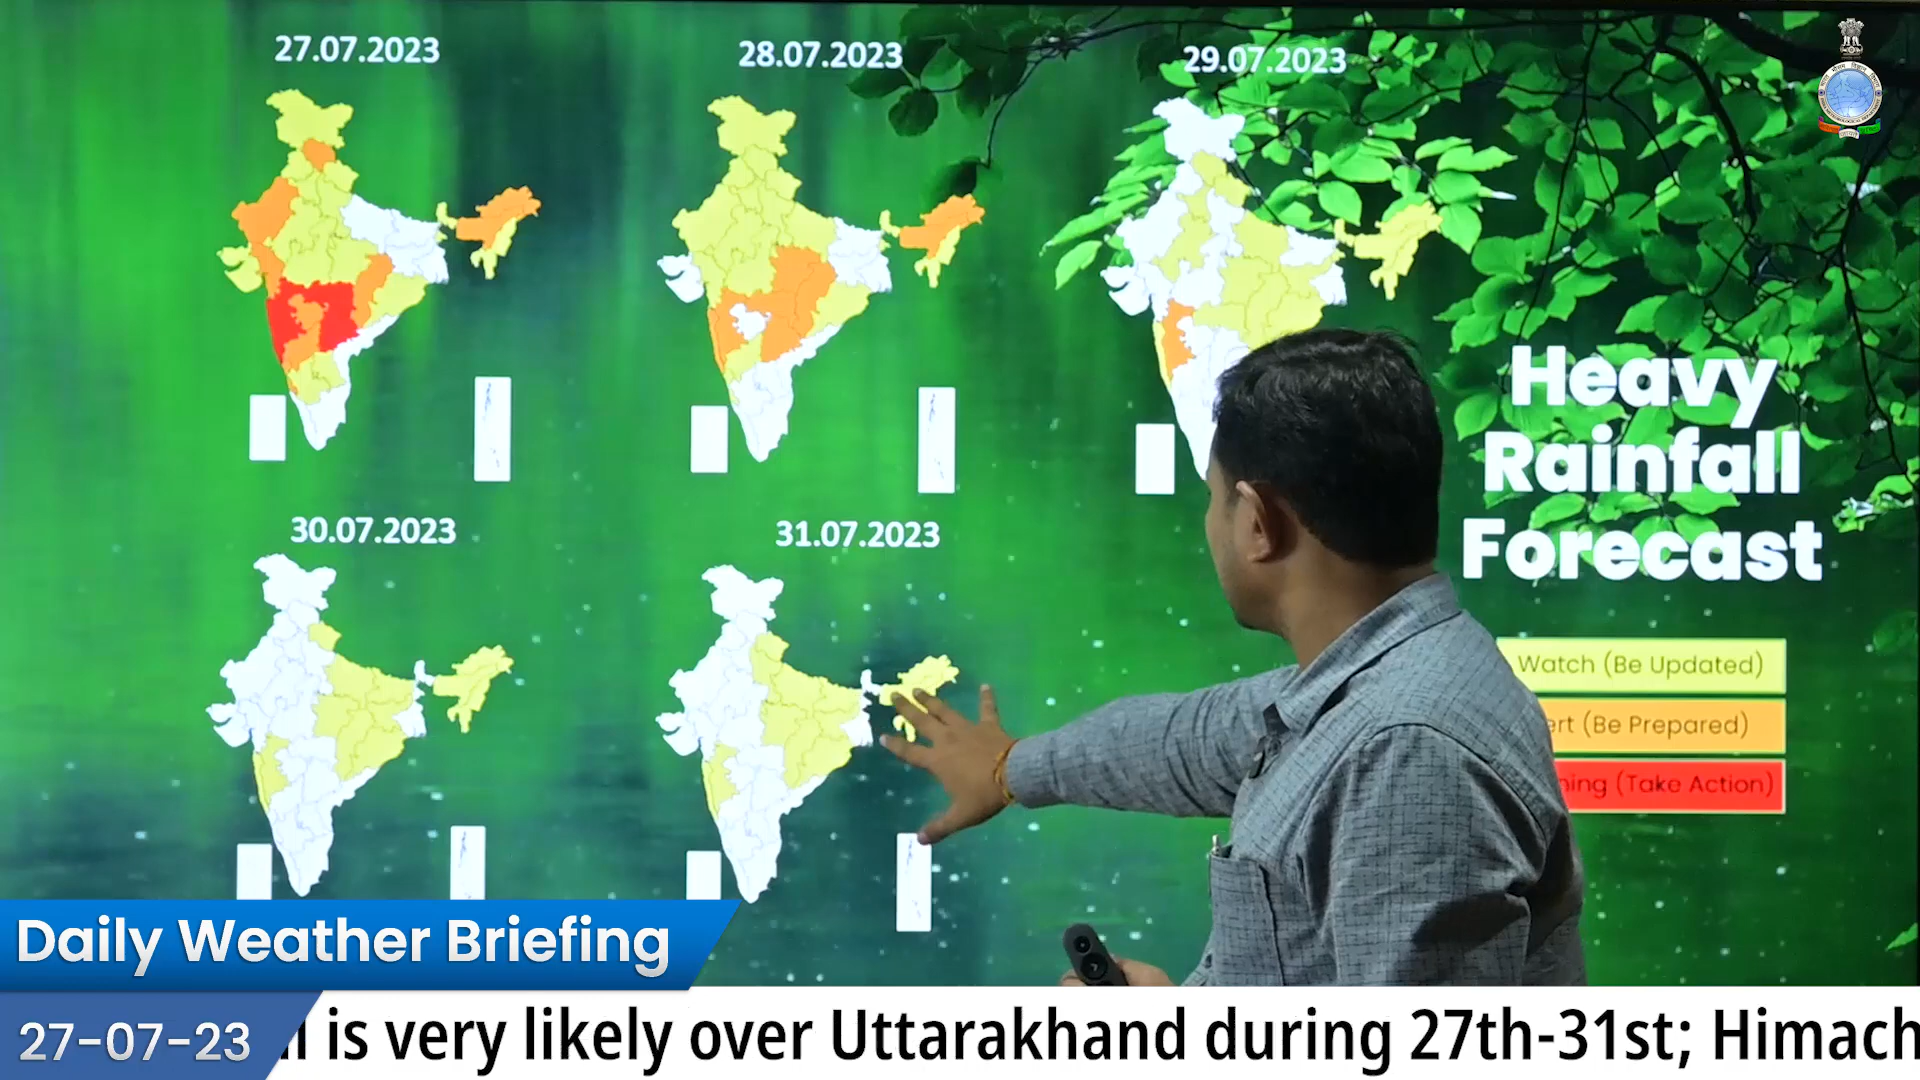 27.07.2023
28.07.2023
29.07.2023
30.07.2023
31.07.2023
Heavy
Rainfall
Forecast
Watch (Be Updated)
(Be Prepared)
(Take Action)
Daily Weather Briefing
27-07-23
is very likely over Uttarakhand during 27th-31st; Himach